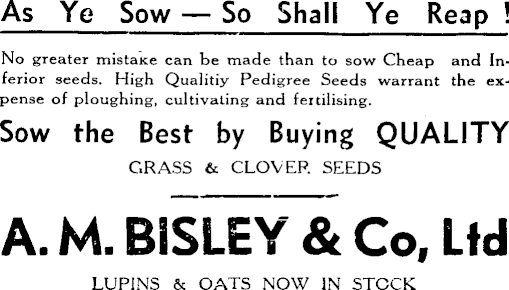 As Ye Sow — So Shall Ye Reap !
No greater mistake can be made than to sow Cheap and In-
ferior seeds. High Qualitiy Pedigree Seeds warrant the ex-
pense of ploughing, cultivating and fertilising.
Sow the Best by Buying QUALITY
GRASS & CLOVER SEEDS
A. M. BISLEY & Co, Ltd
LUPINS & OATS NOW IN STOCK